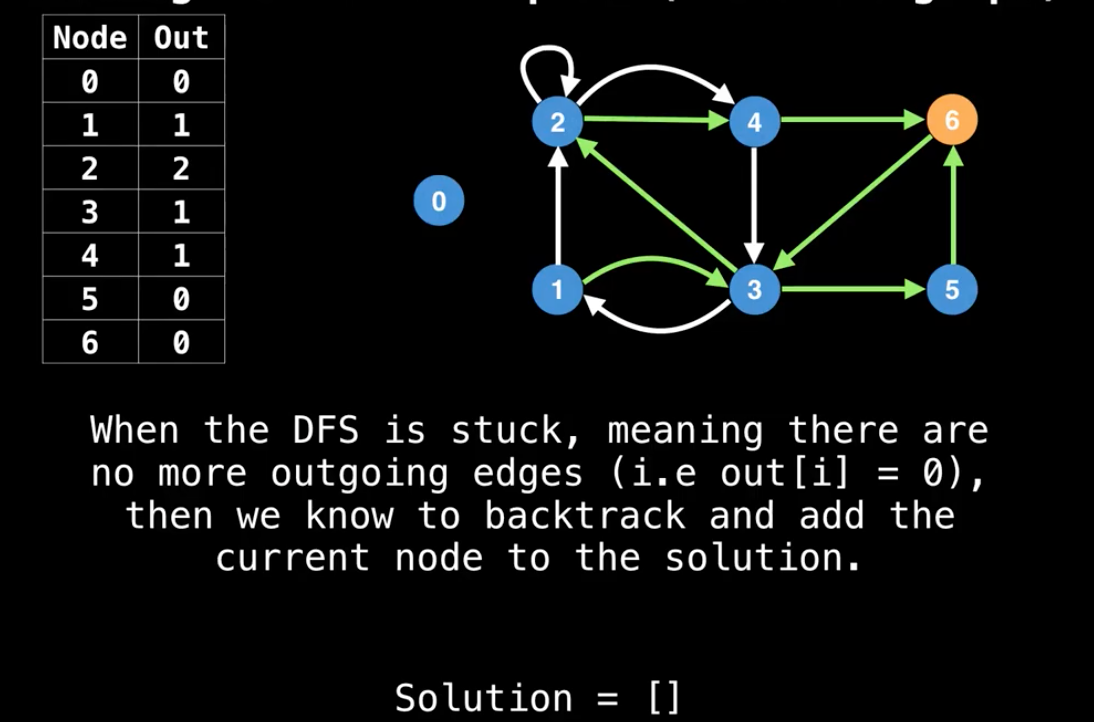 Node Out
0 0
1 1
2 2
3 1
4 1
5 0
6 0
2
4
6
0
1
3
5
When the DFS is stuck, meaning there are
no more outgoing edges (i.e out[i] = 0),
then we know to backtrack and add the
current node to the solution.
Solution = []